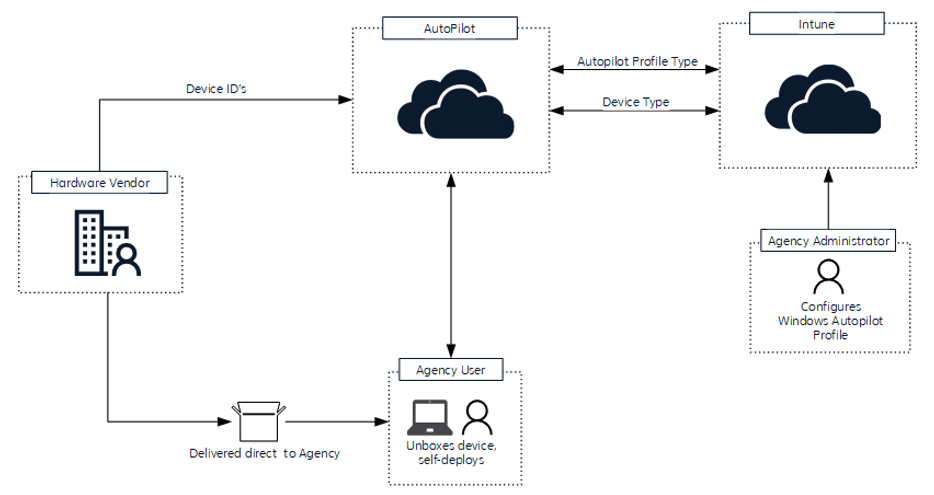 AutoPilot
Intune
Autopilot Profile Type
Device ID's
Device Type
Hardware Vendor
Agency Administrator
Configures
Windows Autopilot
Profile
Agency User
Unboxes device,
self-deploys
Delivered direct to Agency